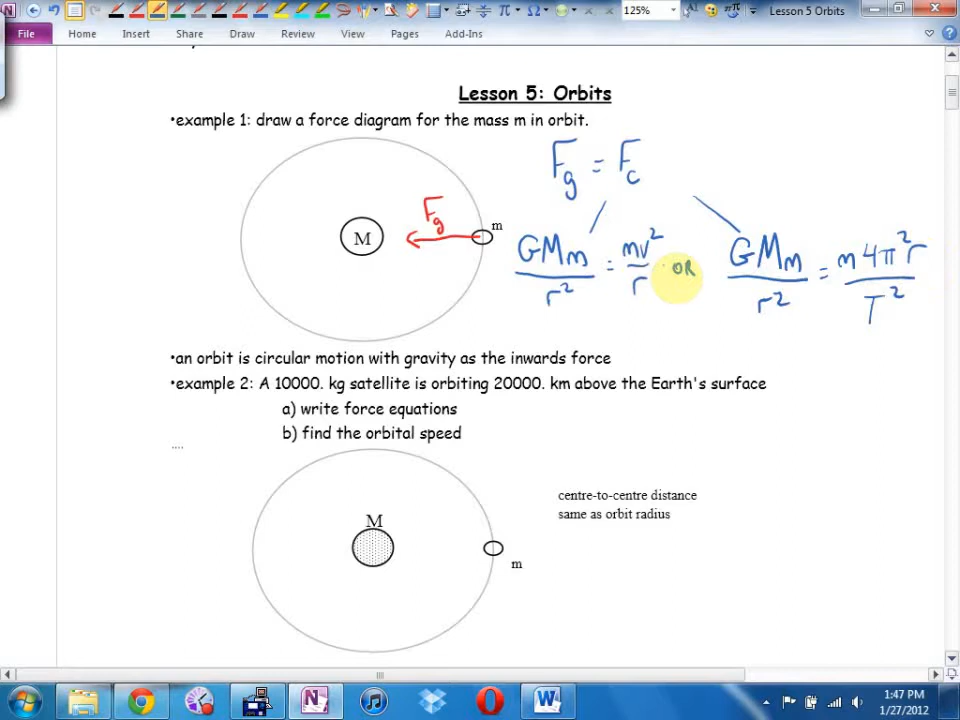 125%
Lesson 5 Orbits
File Home Insert Share Draw Review View Pages Add-Ins
Lesson 5: Orbits
•example 1: draw a force diagram for the mass m in orbit.
Fg = Fc
Fg
m
M
GMm/r² = mv²/r OR GMm/r² = m4π²r/T²
•an orbit is circular motion with gravity as the inwards force
•example 2: A 10000. kg satellite is orbiting 20000. km above the Earth's surface
a) write force equations
b) find the orbital speed
....
centre-to-centre distance
same as orbit radius
M
m
1:47 PM
1/27/2012